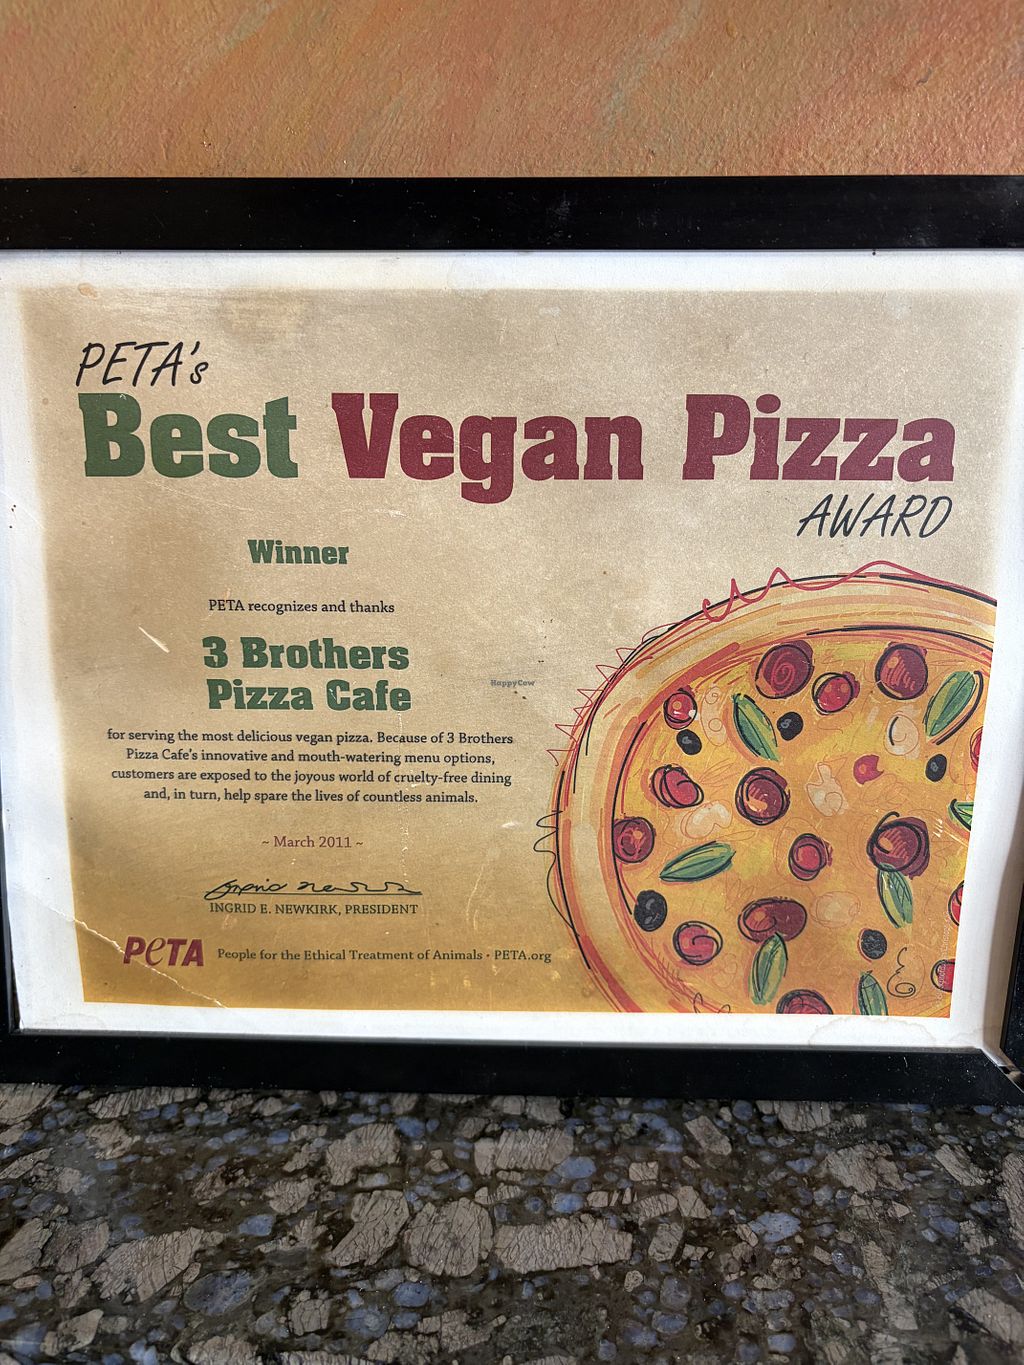 PETA's
Best Vegan Pizza
AWARD
Winner
PETA recognizes and thanks
3 Brothers
Pizza Cafe
HappyCow
for serving the most delicious vegan pizza. Because of 3 Brothers
Pizza Cafe's innovative and mouth-watering menu options,
customers are exposed to the joyous world of cruelty-free dining
and, in turn, help spare the lives of countless animals.
~ March 2011 ~
INGRID E. NEWKIRK, PRESIDENT
PeTA People for the Ethical Treatment of Animals • PETA.org